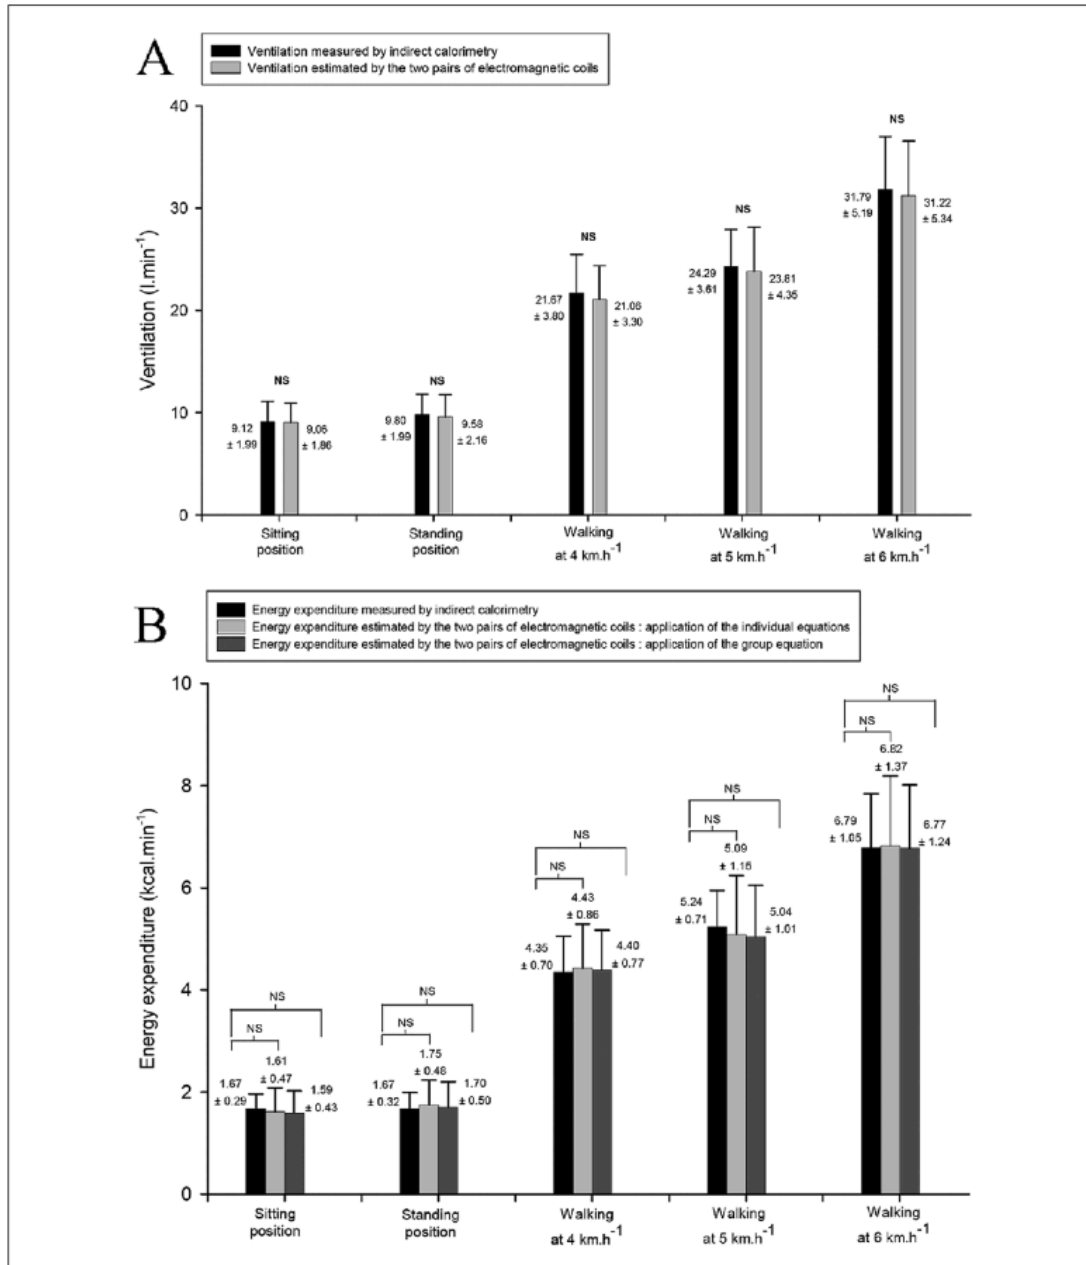 A
Ventilation measured by indirect calorimetry
Ventilation estimated by the two pairs of electromagnetic coils
Ventilation (l.min⁻¹)
40
30
20
10
0
NS
9.12
± 1.99
9.05
± 1.86
NS
9.80
± 1.99
9.58
± 2.16
NS
21.67
± 3.80
21.06
± 3.30
NS
24.29
± 3.61
23.81
± 4.35
NS
31.79
± 5.19
31.22
± 5.34
Sitting
position
Standing
position
Walking
at 4 km.h⁻¹
Walking
at 5 km.h⁻¹
Walking
at 6 km.h⁻¹
B
Energy expenditure measured by indirect calorimetry
Energy expenditure estimated by the two pairs of electromagnetic coils : application of the individual equations
Energy expenditure estimated by the two pairs of electromagnetic coils : application of the group equation
Energy expenditure (kcal.min⁻¹)
10
8
6
4
2
0
NS
NS
1.67
± 0.29
1.61
± 0.47
1.59
± 0.43
NS
NS
1.67
± 0.32
1.75
± 0.48
1.70
± 0.50
NS
NS
4.35
± 0.70
4.43
± 0.86
4.40
± 0.77
NS
NS
5.24
± 0.71
5.09
± 1.16
5.04
± 1.01
NS
NS
6.79
± 1.05
6.82
± 1.37
6.77
± 1.24
Sitting
position
Standing
position
Walking
at 4 km.h⁻¹
Walking
at 5 km.h⁻¹
Walking
at 6 km.h⁻¹